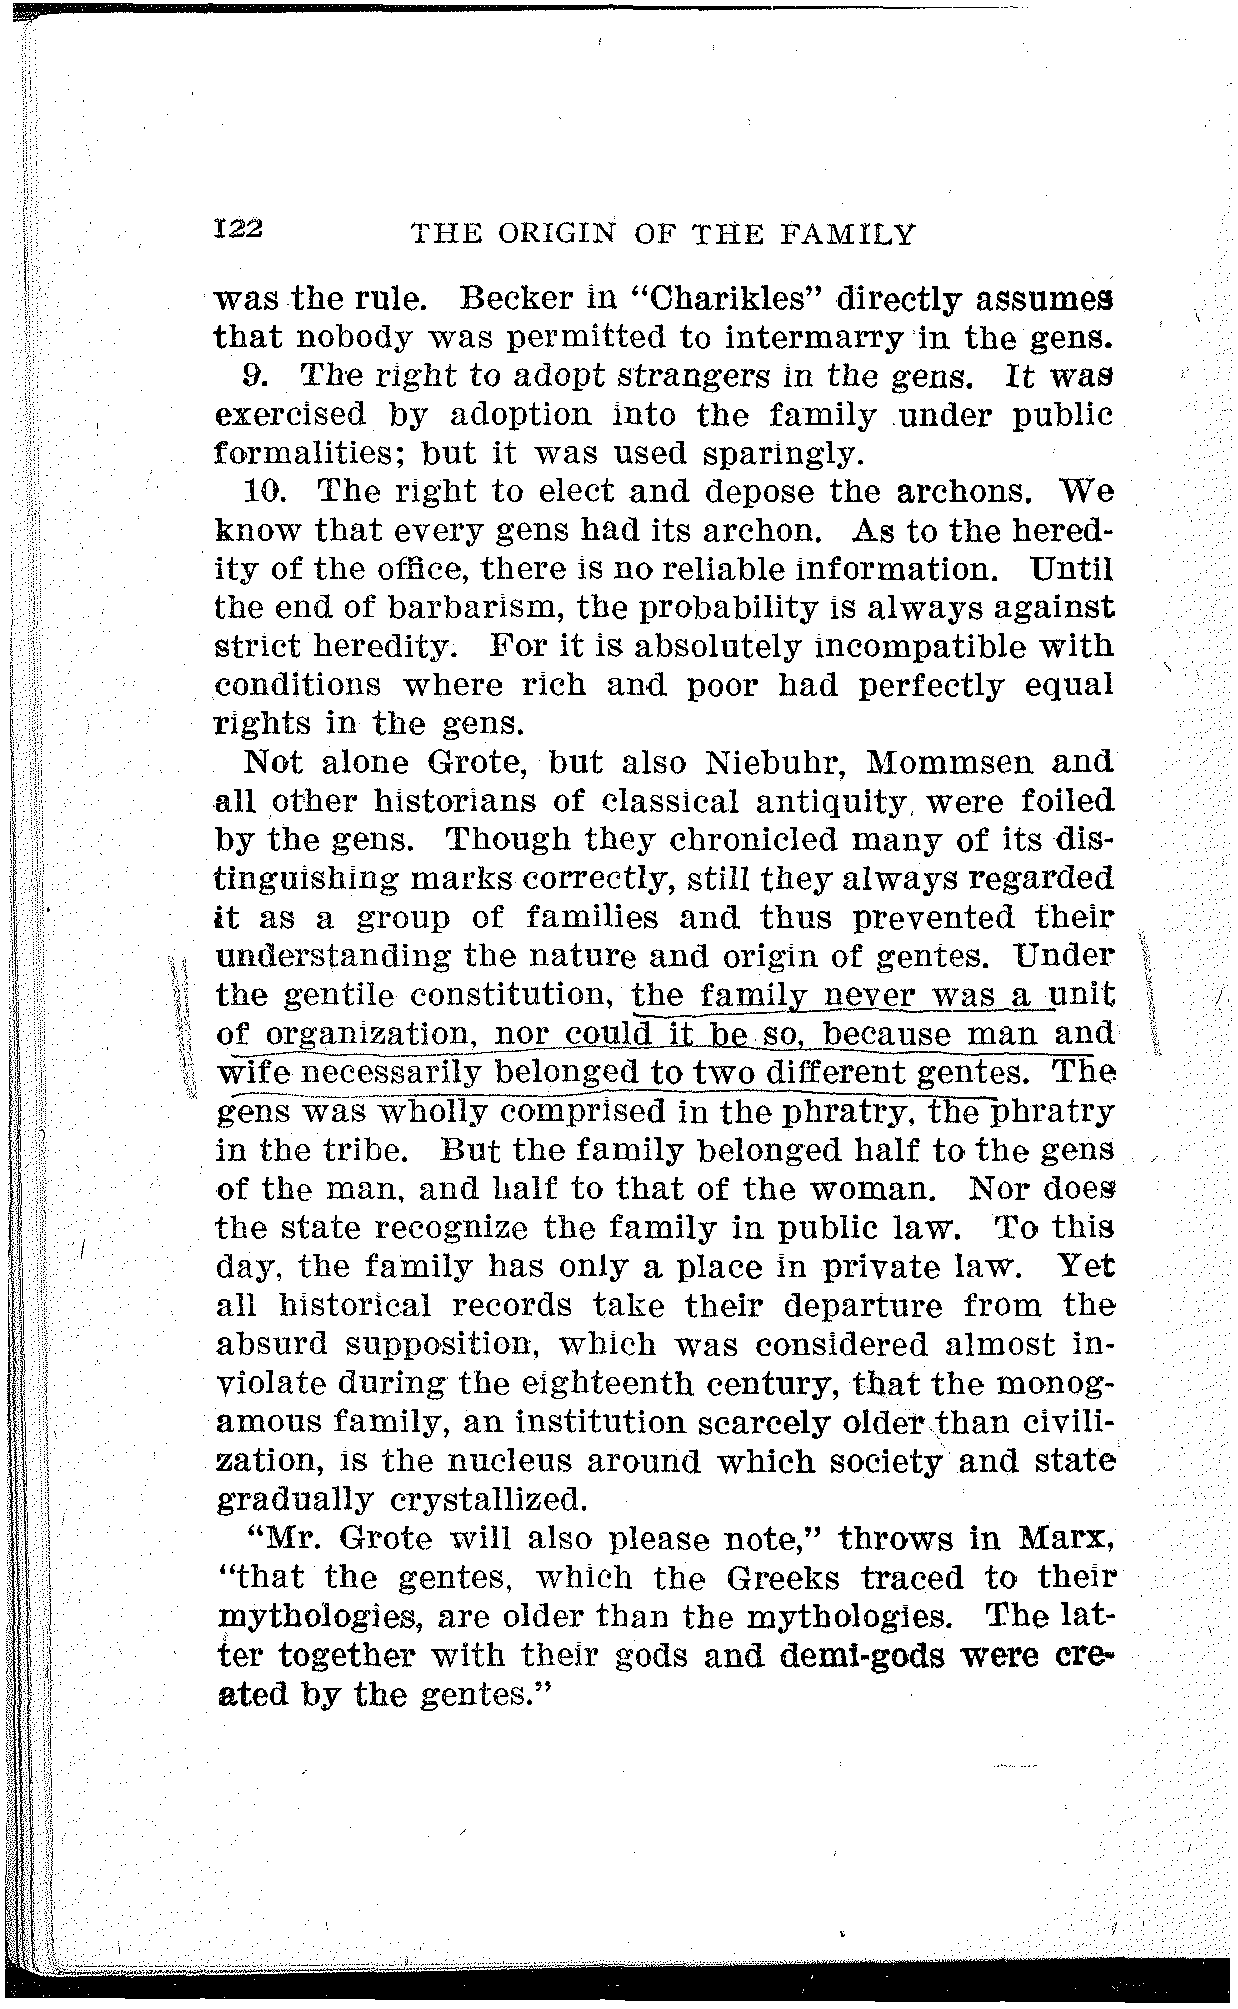 122 THE ORIGIN OF THE FAMILY
was the rule. Becker in “Charikles” directly assumes
that nobody was permitted to intermarry in the gens.
9. The right to adopt strangers in the gens. It was
exercised by adoption into the family under public
formalities; but it was used sparingly.
10. The right to elect and depose the archons. We
know that every gens had its archon. As to the hered-
ity of the office, there is no reliable information. Until
the end of barbarism, the probability is always against
strict heredity. For it is absolutely incompatible with
conditions where rich and poor had perfectly equal
rights in the gens.
Not alone Grote, but also Niebuhr, Mommsen and
all other historians of classical antiquity, were foiled
by the gens. Though they chronicled many of its dis-
tinguishing marks correctly, still they always regarded
it as a group of families and thus prevented their
understanding the nature and origin of gentes. Under
the gentile constitution, the family never was a unit
of organization, nor could it be so, because man and
wife necessarily belonged to two different gentes. The
gens was wholly comprised in the phratry, the phratry
in the tribe. But the family belonged half to the gens
of the man, and half to that of the woman. Nor does
the state recognize the family in public law. To this
day, the family has only a place in private law. Yet
all historical records take their departure from the
absurd supposition, which was considered almost in-
violate during the eighteenth century, that the monog-
amous family, an institution scarcely older than civili-
zation, is the nucleus around which society and state
gradually crystallized.
“Mr. Grote will also please note,” throws in Marx,
“that the gentes, which the Greeks traced to their
mythologies, are older than the mythologies. The lat-
ter together with their gods and demi-gods were cre-
ated by the gentes.”